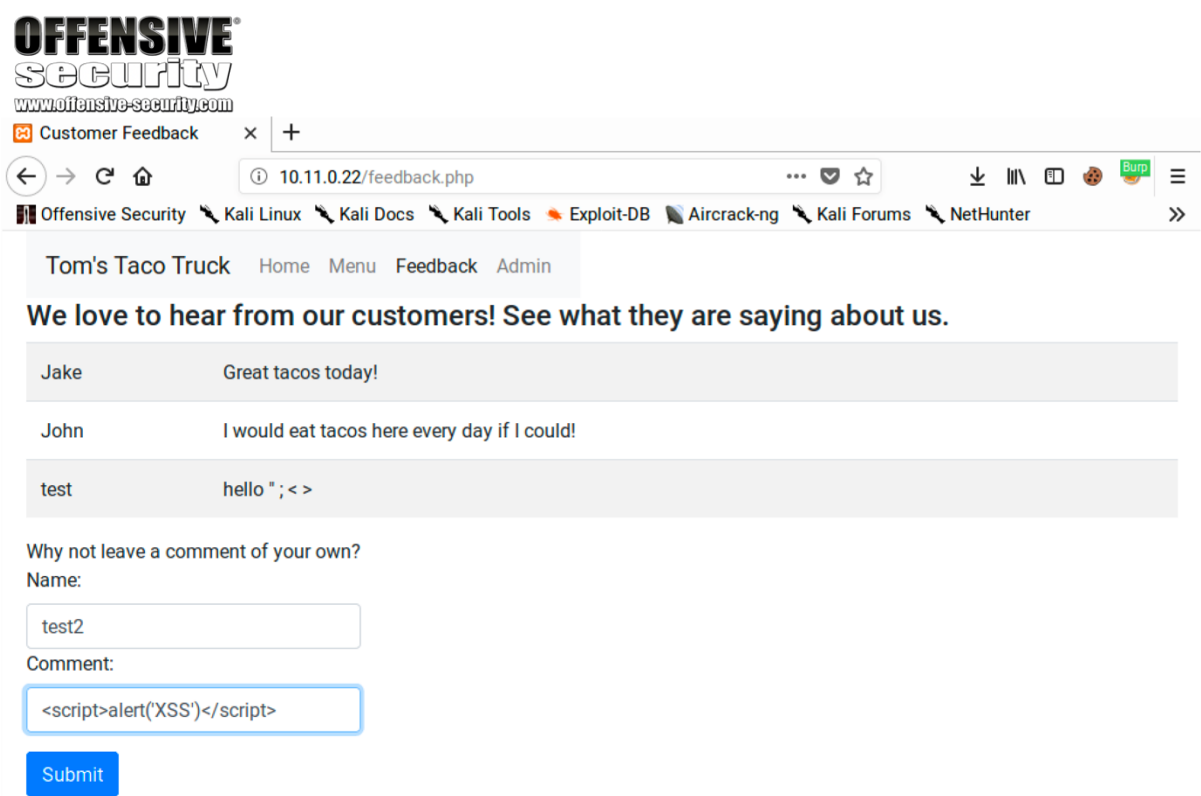 OFFENSIVE®
security
www.offensive-security.com
Customer Feedback
10.11.0.22/feedback.php
Burp
Offensive Security Kali Linux Kali Docs Kali Tools Exploit-DB Aircrack-ng Kali Forums NetHunter
Tom's Taco Truck Home Menu Feedback Admin
We love to hear from our customers! See what they are saying about us.
Jake Great tacos today!
John I would eat tacos here every day if I could!
test hello " ; < >
Why not leave a comment of your own?
Name:
test2
Comment:
<script>alert('XSS')</script>
Submit